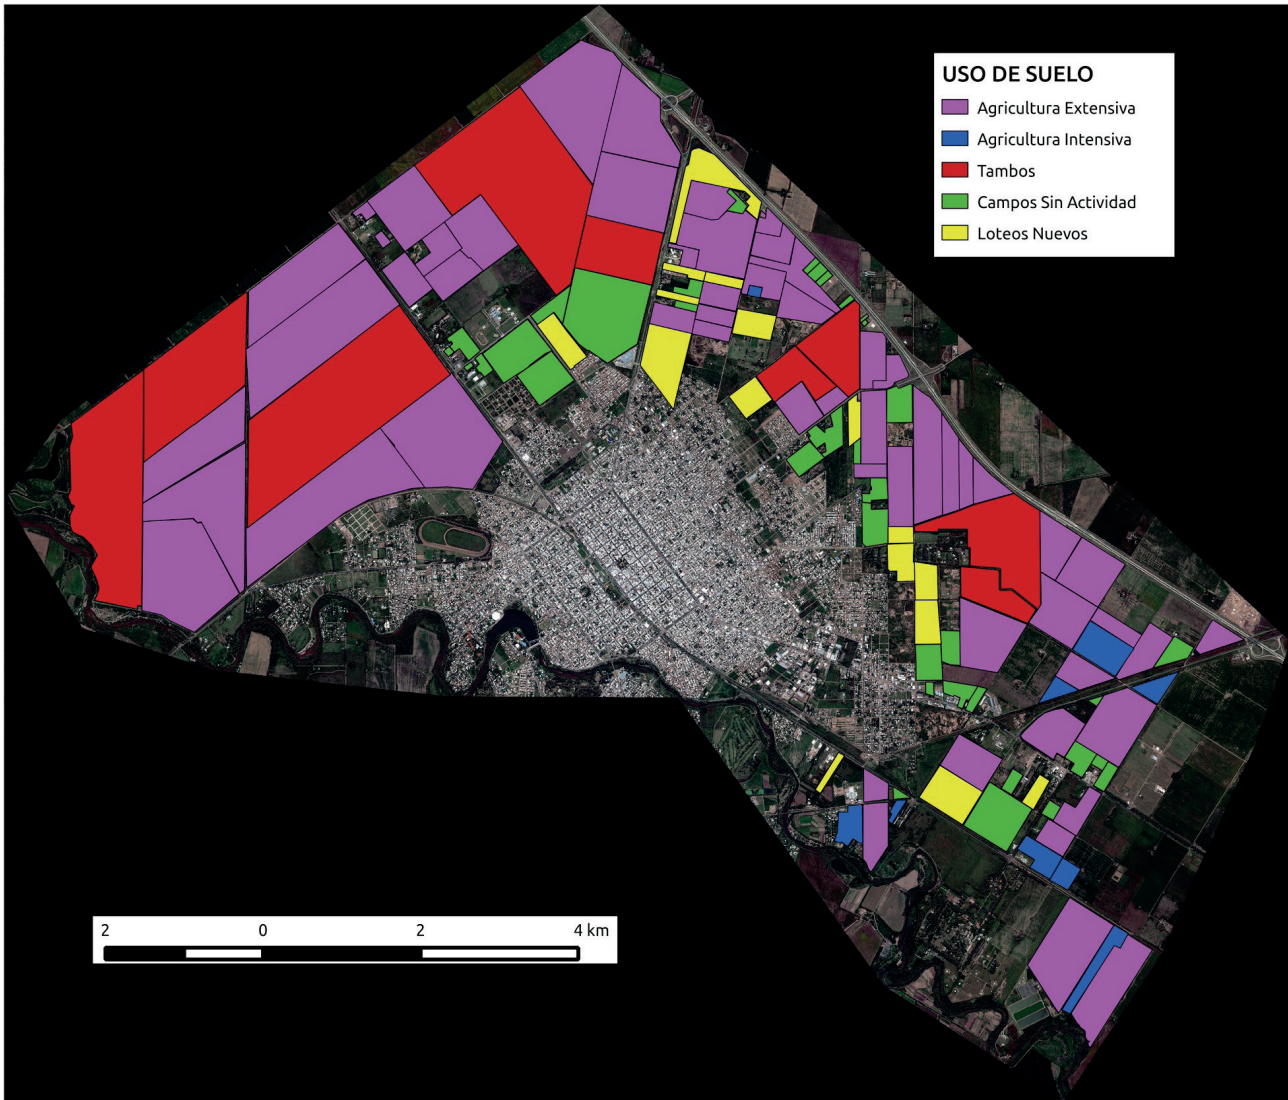 USO DE SUELO
Agricultura Extensiva
Agricultura Intensiva
Tambos
Campos Sin Actividad
Loteos Nuevos
2 0 2 4 km